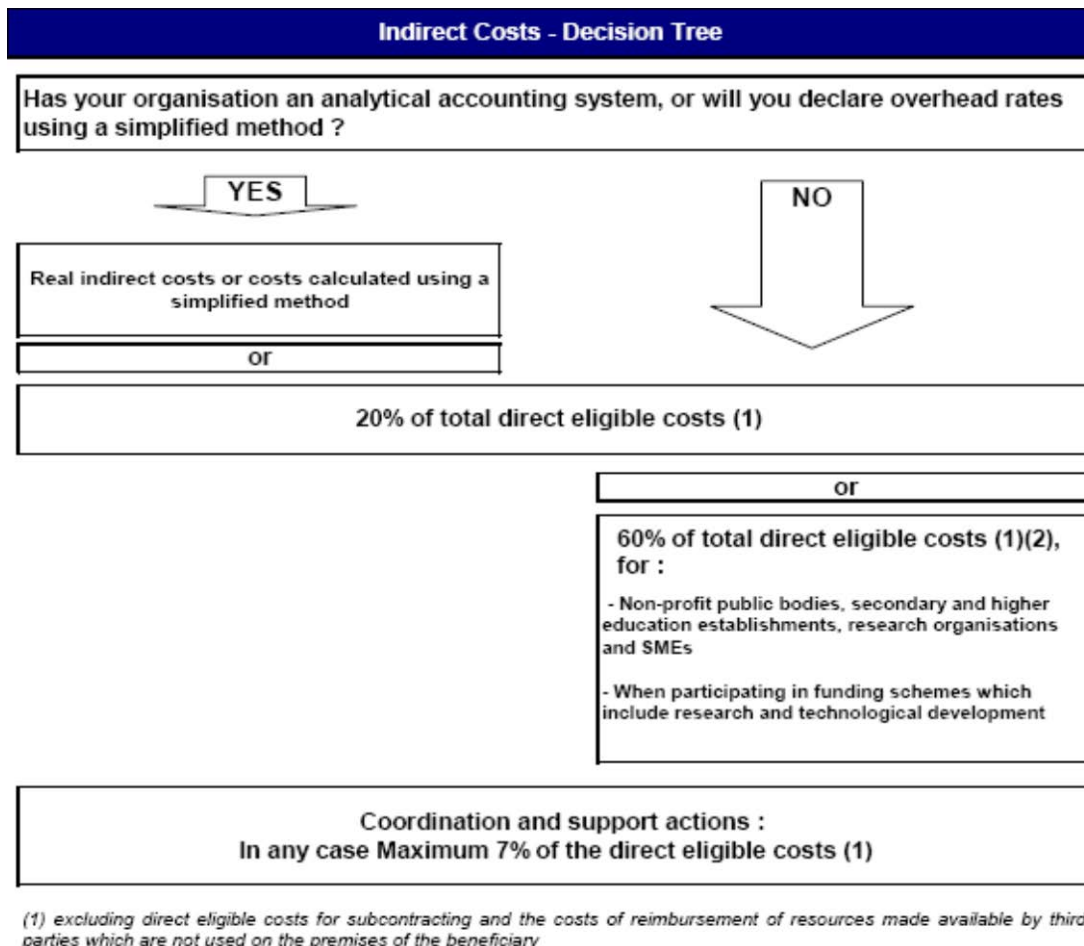 Indirect Costs - Decision Tree
Has your organisation an analytical accounting system, or will you declare overhead rates
using a simplified method ?
YES
NO
Real indirect costs or costs calculated using a
simplified method
or
20% of total direct eligible costs (1)
or
60% of total direct eligible costs (1)(2),
for :
- Non-profit public bodies, secondary and higher
education establishments, research organisations
and SMEs
- When participating in funding schemes which
include research and technological development
Coordination and support actions :
In any case Maximum 7% of the direct eligible costs (1)
(1) excluding direct eligible costs for subcontracting and the costs of reimbursement of resources made available by third
parties which are not used on the premises of the beneficiary